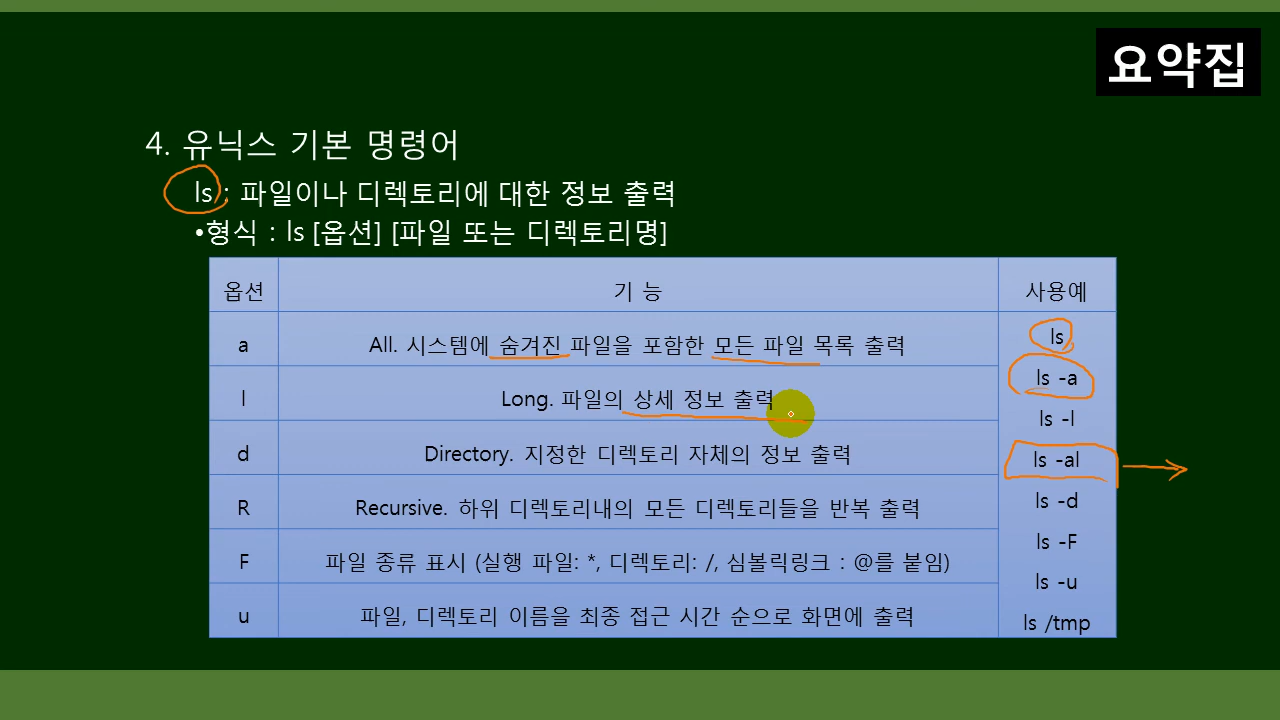 요약집
4. 유닉스 기본 명령어
ls : 파일이나 디렉토리에 대한 정보 출력
•형식 : ls [옵션] [파일 또는 디렉토리명]
옵션 기 능 사용예
a All. 시스템에 숨겨진 파일을 포함한 모든 파일 목록 출력
l Long. 파일의 상세 정보 출력
d Directory. 지정한 디렉토리 자체의 정보 출력
R Recursive. 하위 디렉토리내의 모든 디렉토리들을 반복 출력
F 파일 종류 표시 (실행 파일: *, 디렉토리: /, 심볼릭링크 : @를 붙임)
u 파일, 디렉토리 이름을 최종 접근 시간 순으로 화면에 출력
ls
ls -a
ls -l
ls -al
ls -d
ls -F
ls -u
ls /tmp